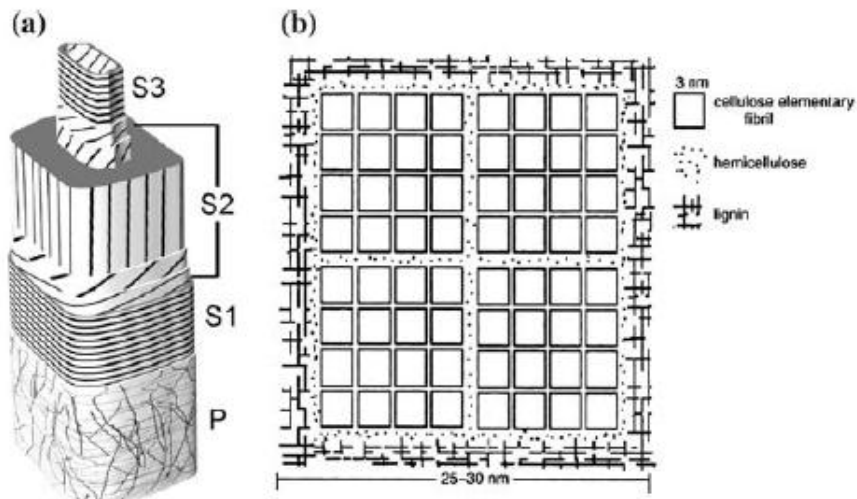 (a)
S3
S2
S1
P
(b)
3 nm
cellulose elementary
fibril
hemicellulose
lignin
25–30 nm